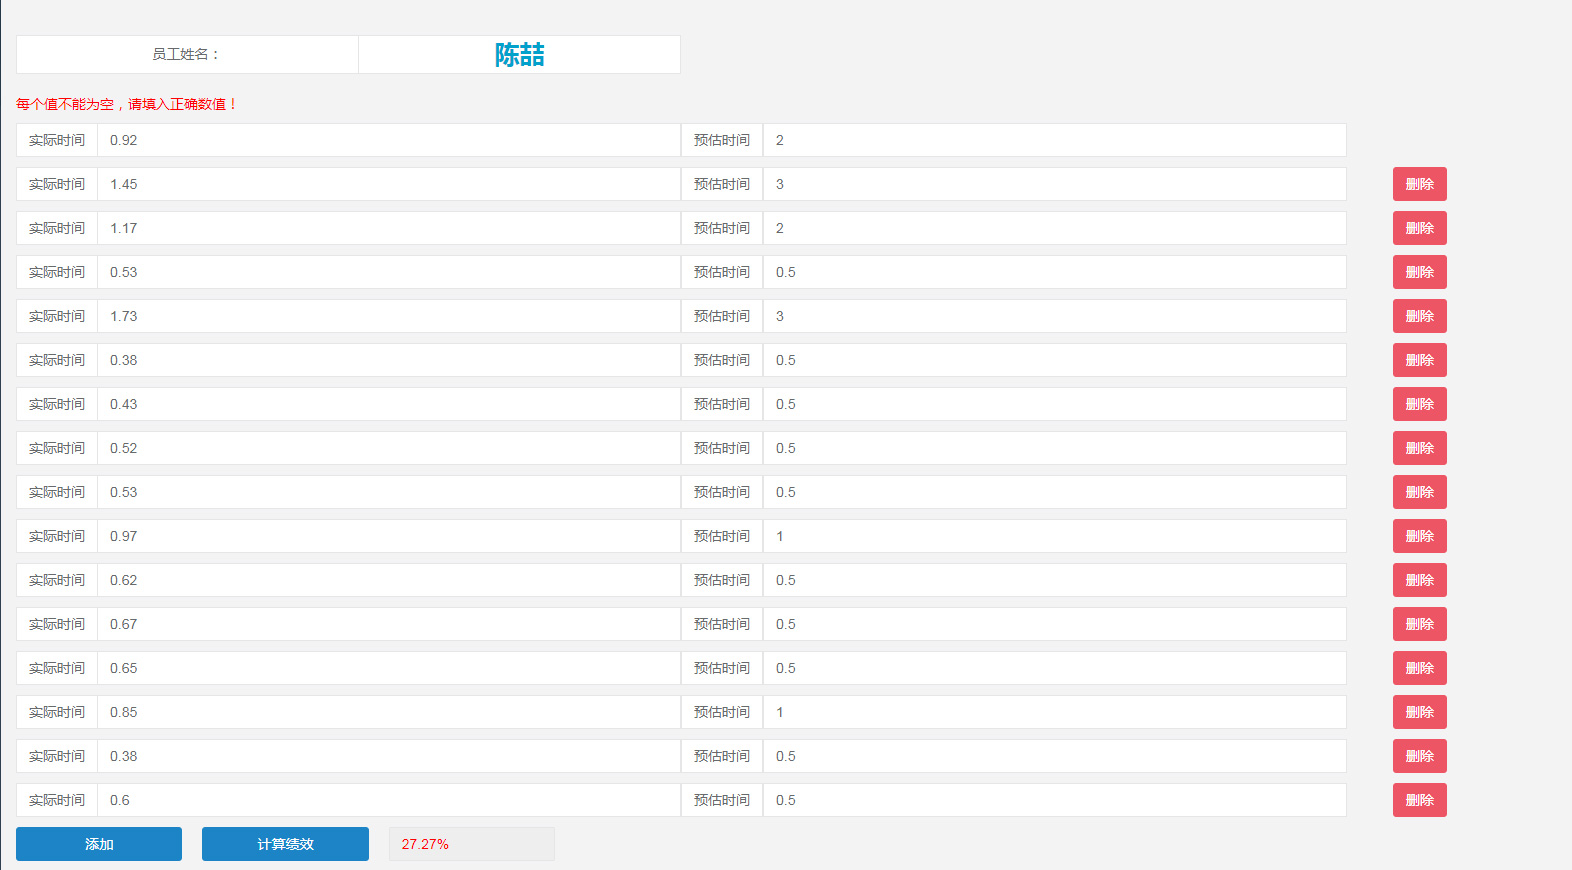 员工姓名： 陈喆
每个值不能为空，请填入正确数值！
实际时间 0.92 预估时间 2
实际时间 1.45 预估时间 3 删除
实际时间 1.17 预估时间 2 删除
实际时间 0.53 预估时间 0.5 删除
实际时间 1.73 预估时间 3 删除
实际时间 0.38 预估时间 0.5 删除
实际时间 0.43 预估时间 0.5 删除
实际时间 0.52 预估时间 0.5 删除
实际时间 0.53 预估时间 0.5 删除
实际时间 0.97 预估时间 1 删除
实际时间 0.62 预估时间 0.5 删除
实际时间 0.67 预估时间 0.5 删除
实际时间 0.65 预估时间 0.5 删除
实际时间 0.85 预估时间 1 删除
实际时间 0.38 预估时间 0.5 删除
实际时间 0.6 预估时间 0.5 删除
添加 计算绩效 27.27%